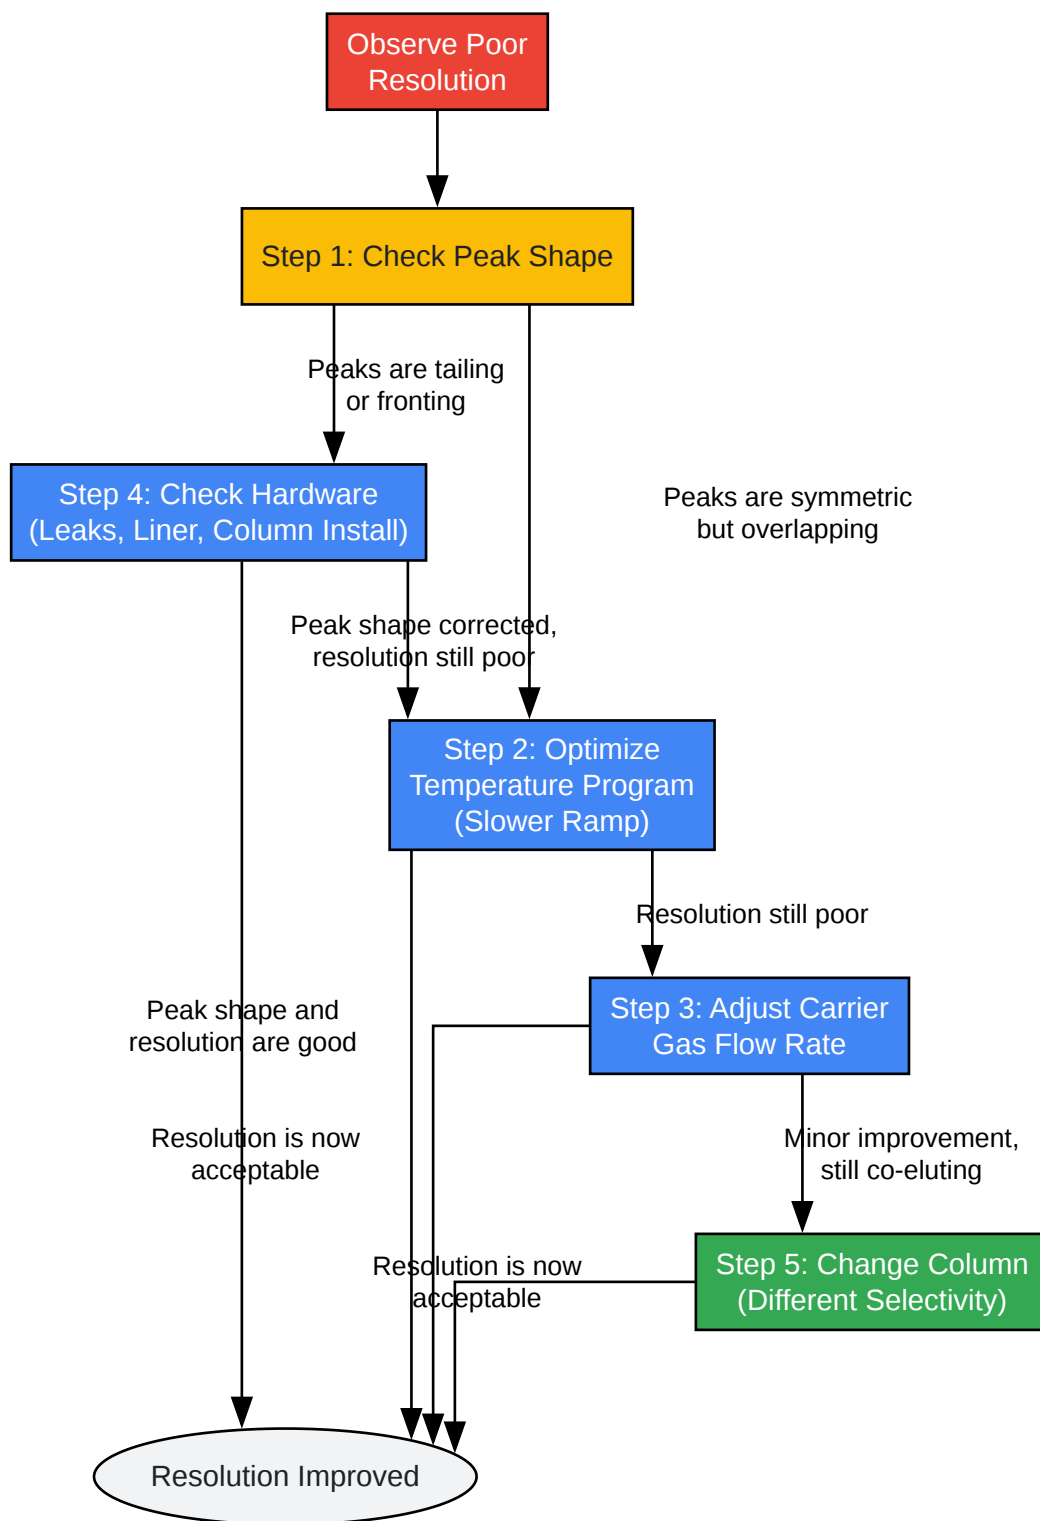 Observe Poor
Resolution
Step 1: Check Peak Shape
Peaks are tailing
or fronting
Step 4: Check Hardware
(Leaks, Liner, Column Install)
Peaks are symmetric
but overlapping
Peak shape corrected,
resolution still poor
Step 2: Optimize
Temperature Program
(Slower Ramp)
Resolution still poor
Step 3: Adjust Carrier
Gas Flow Rate
Peak shape and
resolution are good
Resolution is now
acceptable
Minor improvement,
still co-eluting
Resolution is now
acceptable
Step 5: Change Column
(Different Selectivity)
Resolution Improved